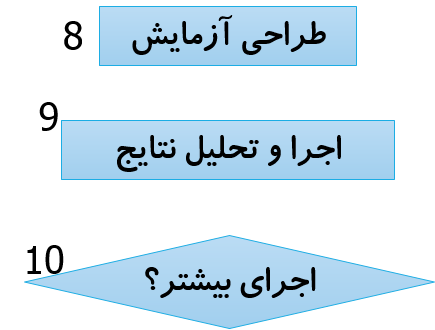 8 طراحی آزمایش
9 اجرا و تحلیل نتایج
10 اجرای بیشتر؟